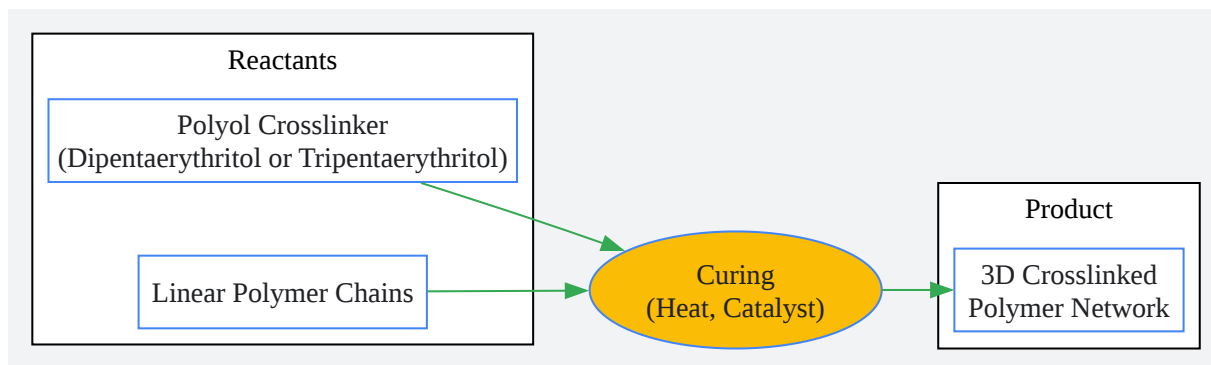 Reactants
Polyol Crosslinker
(Dipentaerythritol or Tripentaerythritol)
Linear Polymer Chains
Curing
(Heat, Catalyst)
Product
3D Crosslinked
Polymer Network